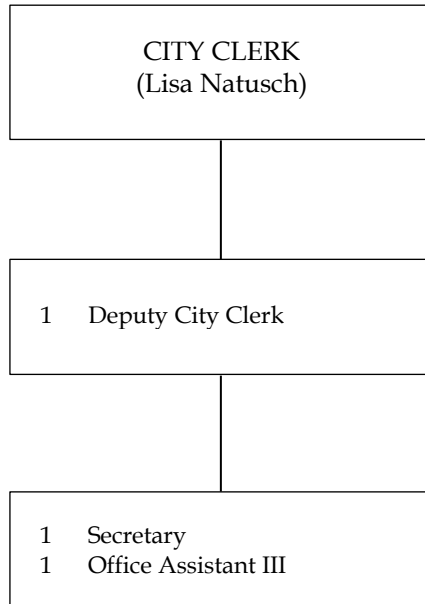 CITY CLERK
(Lisa Natusch)
1 Deputy City Clerk
1 Secretary
1 Office Assistant III